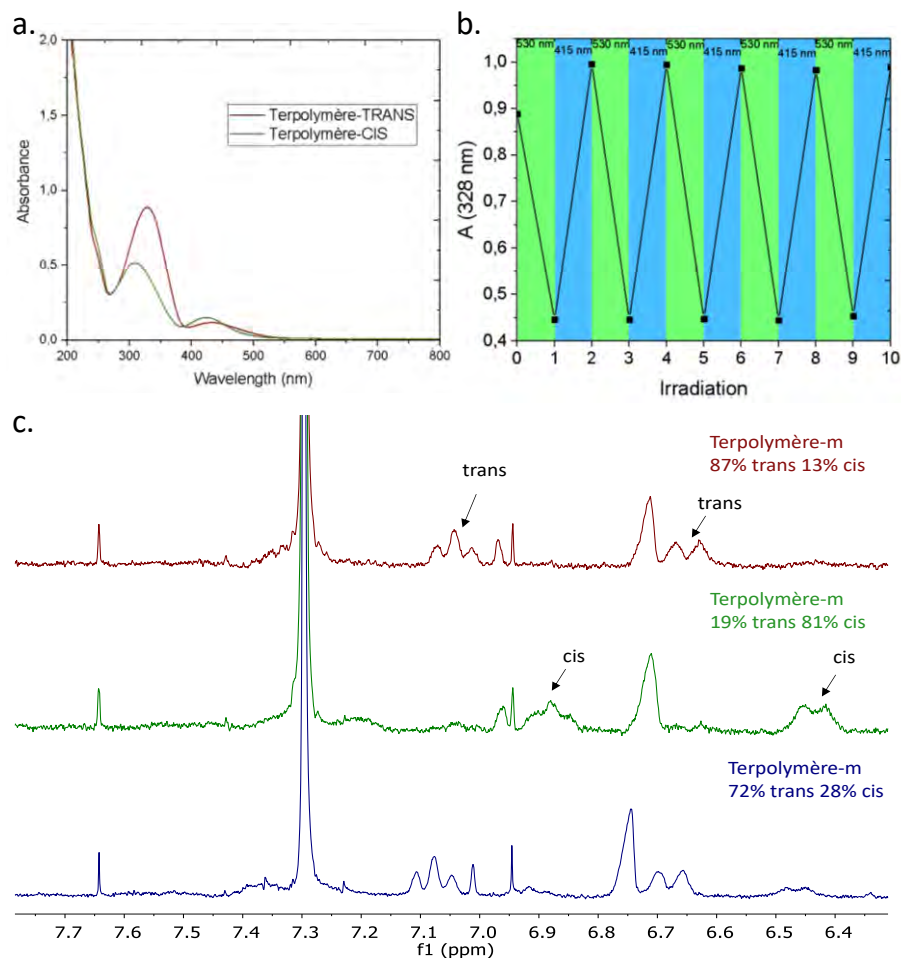 a.
2.0
1.5
1.0
0.5
0.0
Absorbance
Terpolymère-TRANS
Terpolymère-CIS
200 300 400 500 600 700 800
Wavelength (nm)
b.
530 nm 415 nm 530 nm 415 nm 530 nm 415 nm 530 nm 415 nm 530 nm 415 nm
1,0
0,9
0,8
0,7
0,6
0,5
0,4
A (328 nm)
0 1 2 3 4 5 6 7 8 9 10
Irradiation
c.
Terpolymère-m
87% trans 13% cis
trans
trans
Terpolymère-m
19% trans 81% cis
cis
cis
Terpolymère-m
72% trans 28% cis
7.7 7.6 7.5 7.4 7.3 7.2 7.1 7.0 6.9 6.8 6.7 6.6 6.5 6.4
f1 (ppm)